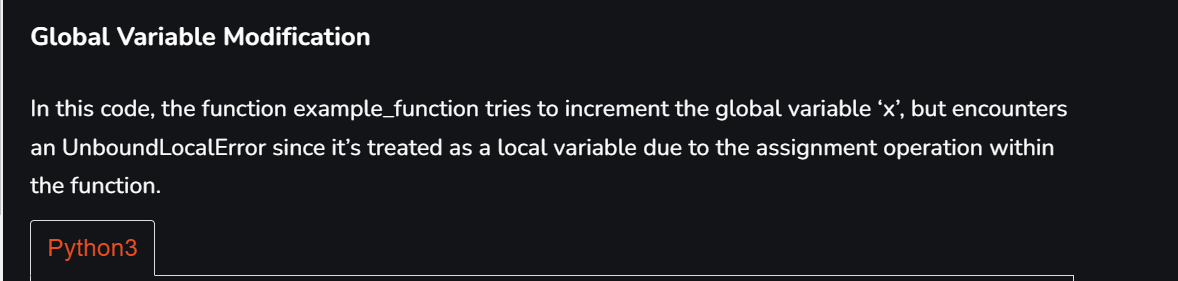 Global Variable Modification
In this code, the function example_function tries to increment the global variable ‘x’, but encounters
an UnboundLocalError since it’s treated as a local variable due to the assignment operation within
the function.
Python3